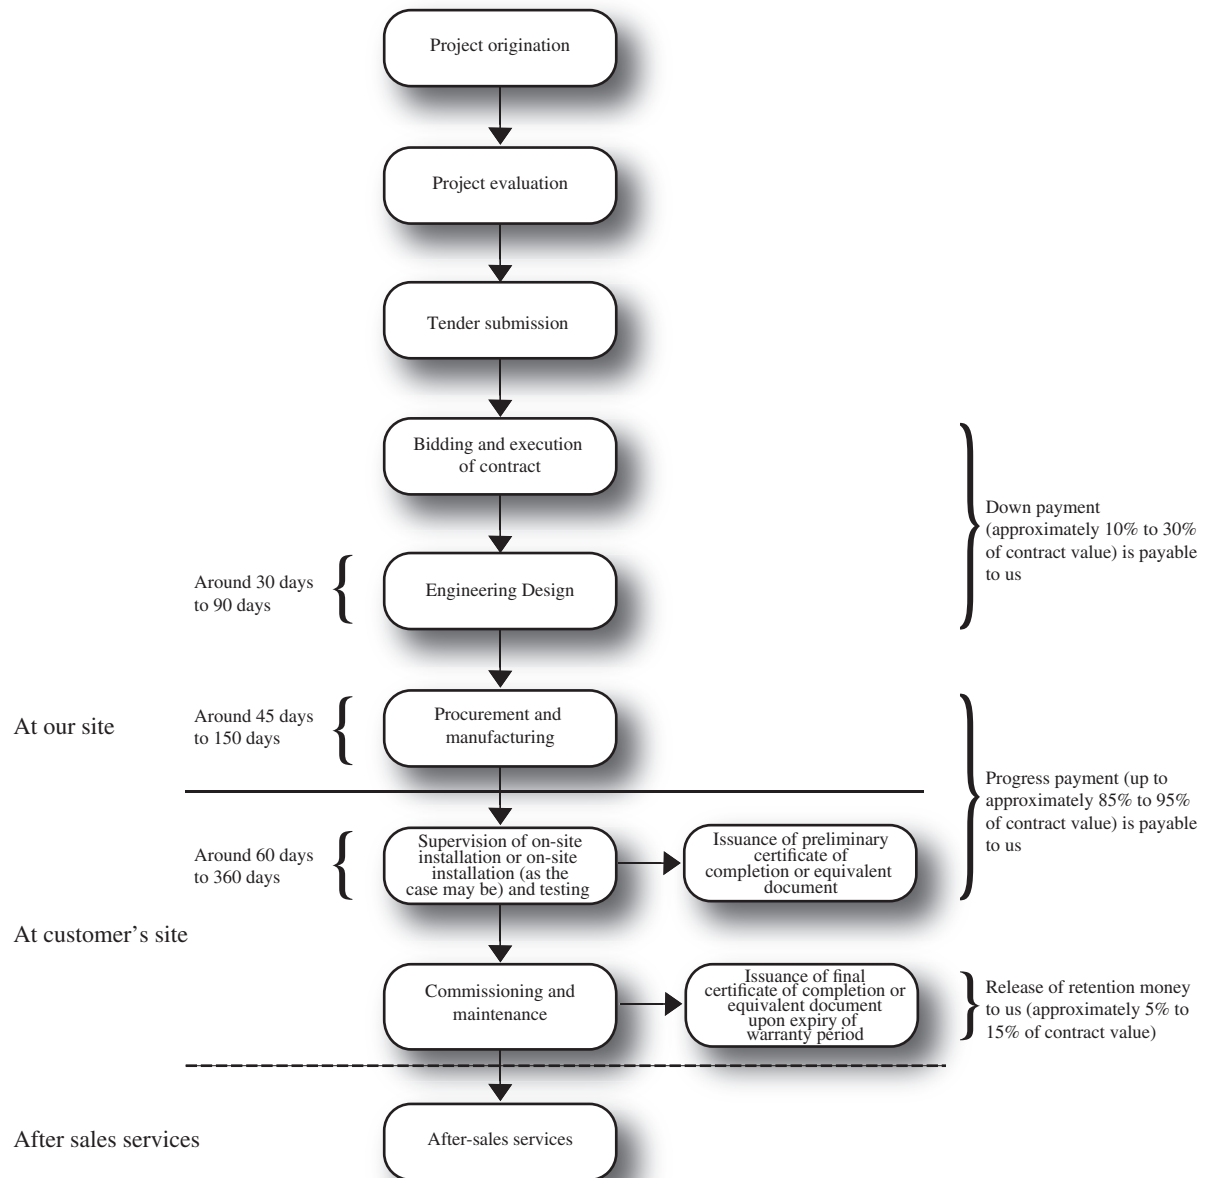 Project origination
Project evaluation
Tender submission
Bidding and execution
of contract
Down payment
(approximately 10% to 30%
of contract value) is payable
to us
Around 30 days
to 90 days
Engineering Design
At our site
Around 45 days
to 150 days
Procurement and
manufacturing
Progress payment (up to
approximately 85% to 95%
of contract value) is payable
to us
Around 60 days
to 360 days
Supervision of on-site
installation or on-site
installation (as the
case may be) and testing
Issuance of preliminary
certificate of
completion or equivalent
document
At customer’s site
Commissioning and
maintenance
Issuance of final
certificate of completion or
equivalent document
upon expiry of
warranty period
Release of retention money
to us (approximately 5% to
15% of contract value)
After sales services
After-sales services